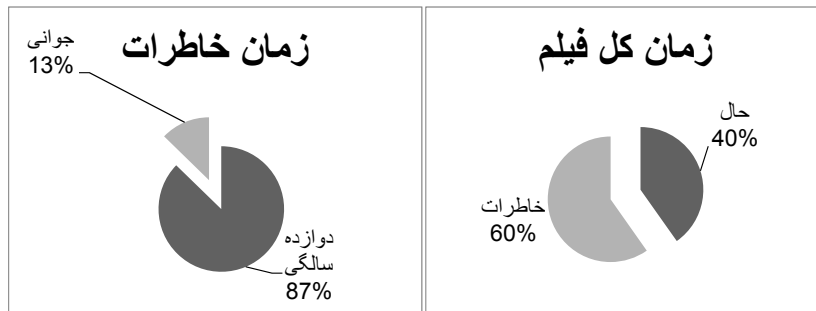 زمان کل فیلم
حال
40%
خاطرات
60%
زمان خاطرات
جوانی
13%
دوازده
سالگی
87%